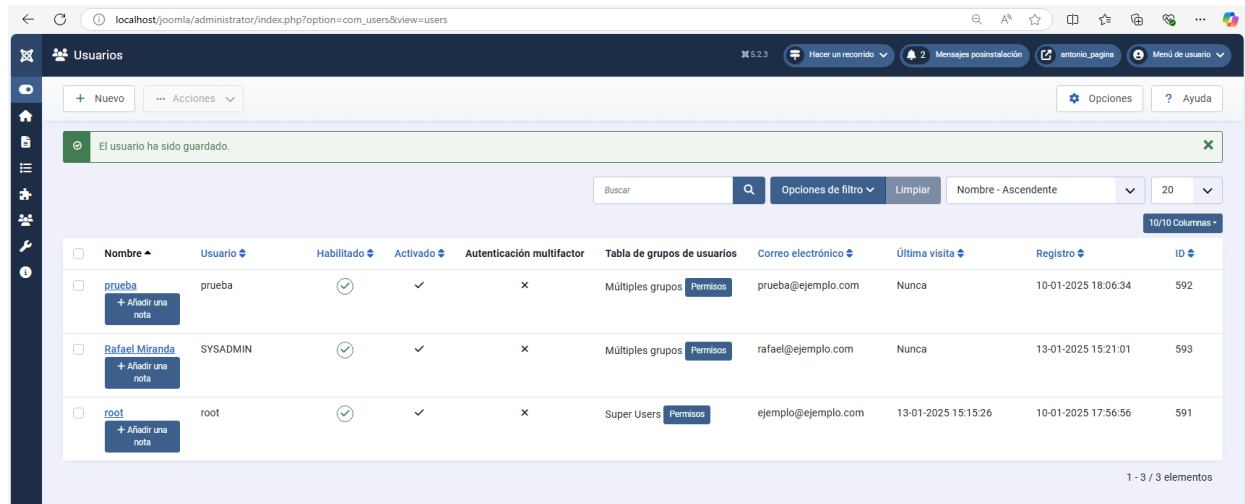 localhost/joomla/administrator/index.php?option=com_users&view=users
Usuarios
5.2.3
Hacer un recorrido
2 Mensajes posinstalación
antonio_pagina
Menú de usuario
+ Nuevo
... Acciones
Opciones
? Ayuda
El usuario ha sido guardado.
Buscar
Opciones de filtro
Limpiar
Nombre - Ascendente
20
10/10 Columnas
Nombre Usuario Habilitado Activado Autenticación multifactor Tabla de grupos de usuarios Correo electrónico Última visita Registro ID
prueba prueba Múltiples grupos Permisos prueba@ejemplo.com Nunca 10-01-2025 18:06:34 592
+ Añadir una
nota
Rafael Miranda SYSADMIN Múltiples grupos Permisos rafael@ejemplo.com Nunca 13-01-2025 15:21:01 593
+ Añadir una
nota
root root Super Users Permisos ejemplo@ejemplo.com 13-01-2025 15:15:26 10-01-2025 17:56:56 591
+ Añadir una
nota
1 - 3 / 3 elementos